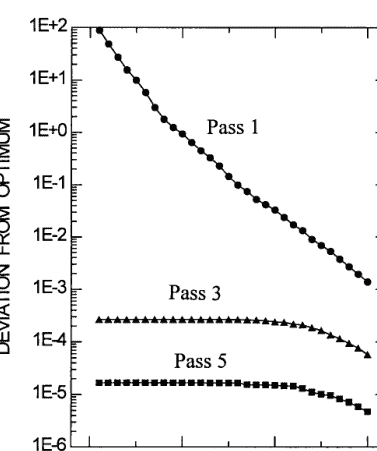 DEVIATION FROM OPTIMUM
1E+2
1E+1
1E+0
1E-1
1E-2
1E-3
1E-4
1E-5
1E-6
Pass 1
Pass 3
Pass 5